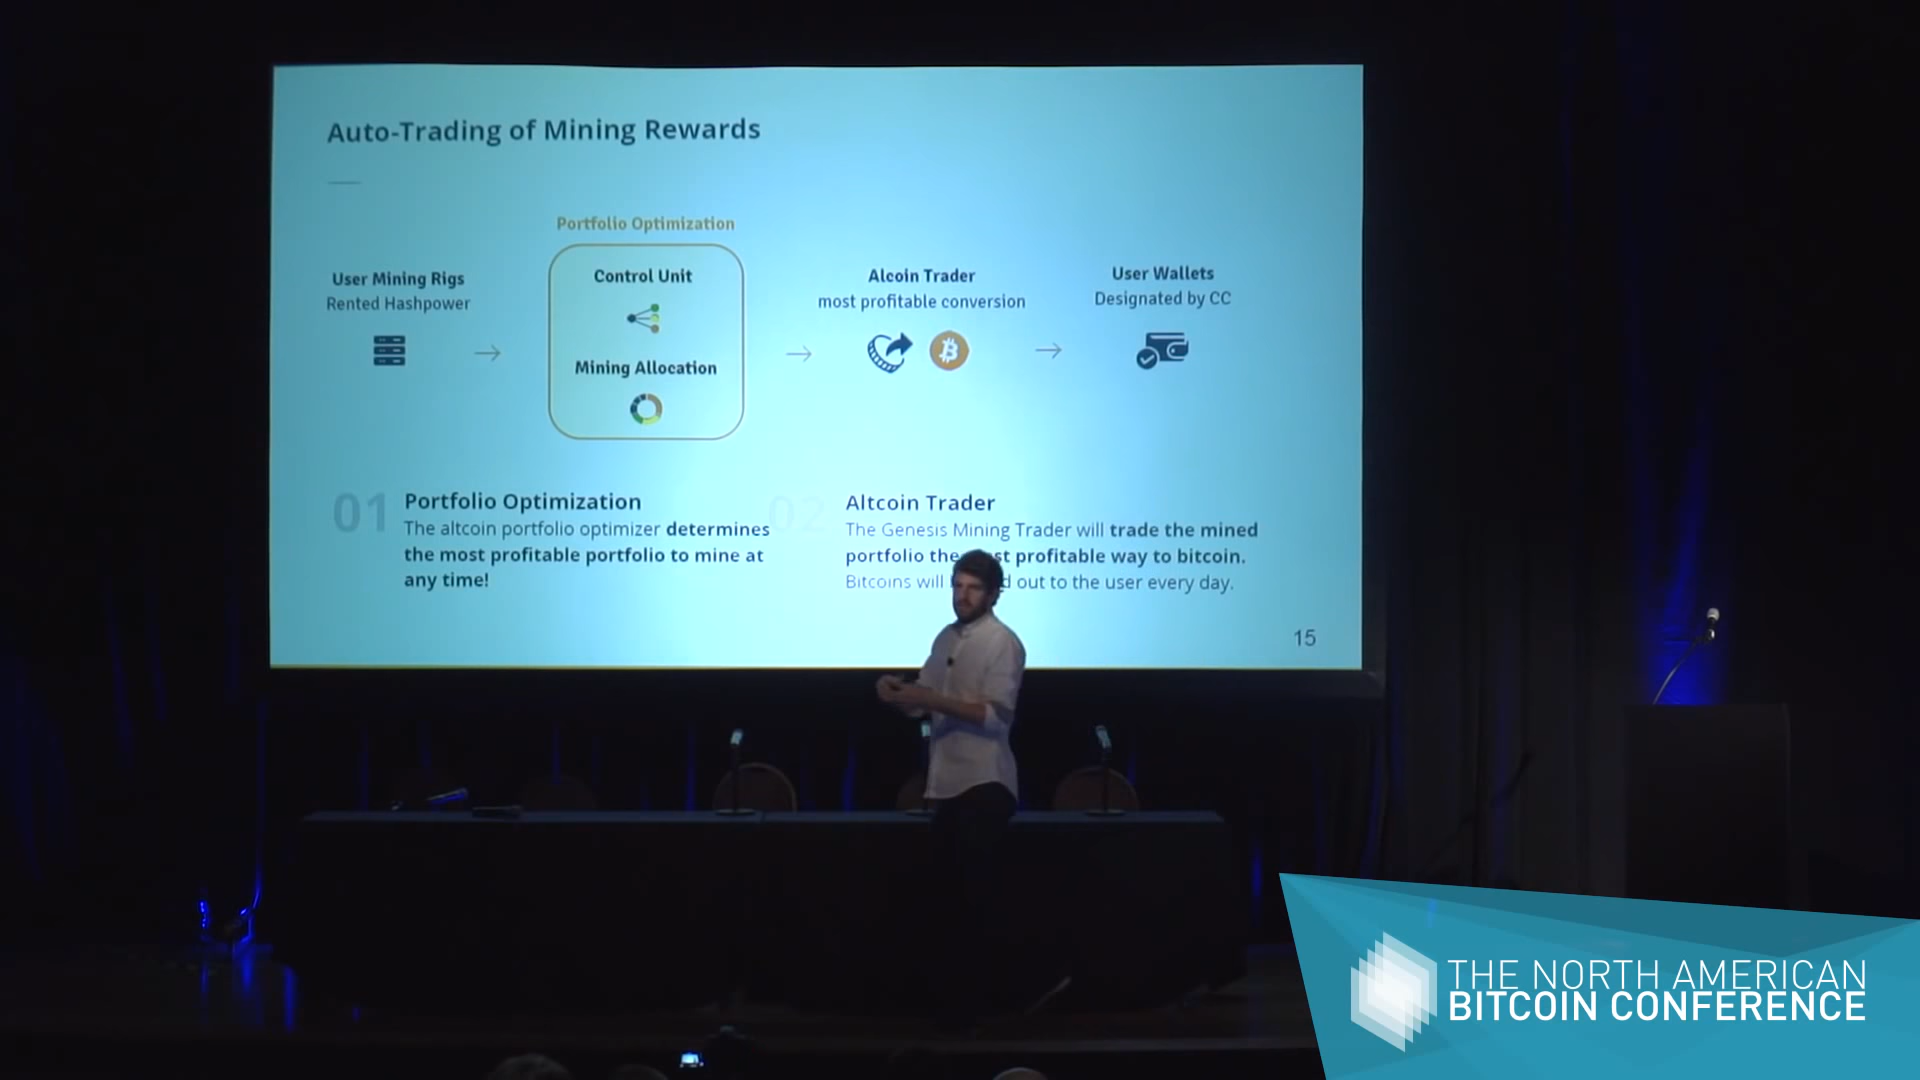 Auto-Trading of Mining Rewards
Portfolio Optimization
User Mining Rigs
Rented Hashpower
Control Unit
Mining Allocation
Alcoin Trader
most profitable conversion
User Wallets
Designated by CC
01
Portfolio Optimization
The altcoin portfolio optimizer determines
the most profitable portfolio to mine at
any time!
02
Altcoin Trader
The Genesis Mining Trader will trade the mined
portfolio the profitable way to bitcoin.
Bitcoins will out to the user every day.
15
THE NORTH AMERICAN
BITCOIN CONFERENCE